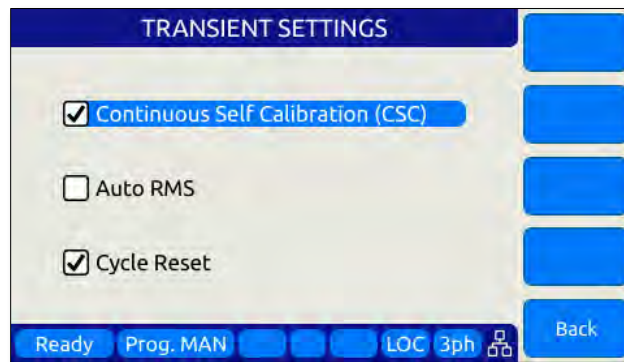 TRANSIENT SETTINGS
Continuous Self Calibration (CSC)
Auto RMS
Cycle Reset
Back
Ready Prog. MAN LOC 3ph